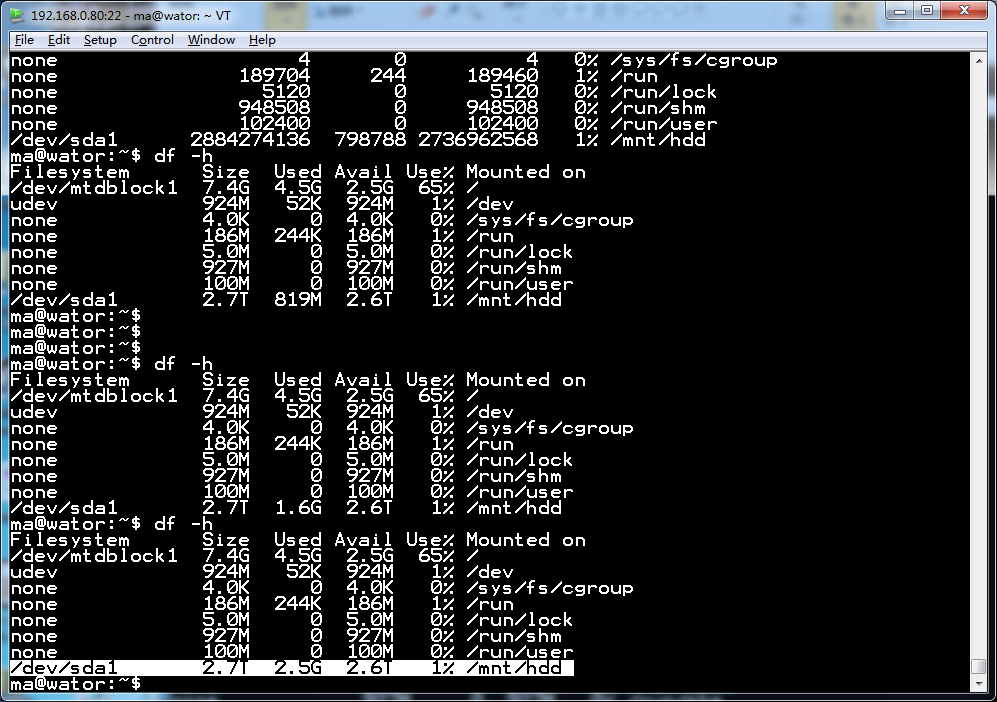 192.168.0.80:22 - ma@wator: ~ VT
File Edit Setup Control Window Help
none 4 0 4 0% /sys/fs/cgroup
none 189704 244 189460 1% /run
none 5120 0 5120 0% /run/lock
none 948508 0 948508 0% /run/shm
none 102400 0 102400 0% /run/user
/dev/sda1 2884274136 798788 2736962568 1% /mnt/hdd
ma@wator:~$ df -h
Filesystem Size Used Avail Use% Mounted on
/dev/mtdblock1 7.4G 4.5G 2.5G 65% /
udev 924M 52K 924M 1% /dev
none 4.0K 0 4.0K 0% /sys/fs/cgroup
none 186M 244K 186M 1% /run
none 5.0M 0 5.0M 0% /run/lock
none 927M 0 927M 0% /run/shm
none 100M 0 100M 0% /run/user
/dev/sda1 2.7T 819M 2.6T 1% /mnt/hdd
ma@wator:~$
ma@wator:~$
ma@wator:~$
ma@wator:~$ df -h
Filesystem Size Used Avail Use% Mounted on
/dev/mtdblock1 7.4G 4.5G 2.5G 65% /
udev 924M 52K 924M 1% /dev
none 4.0K 0 4.0K 0% /sys/fs/cgroup
none 186M 244K 186M 1% /run
none 5.0M 0 5.0M 0% /run/lock
none 927M 0 927M 0% /run/shm
none 100M 0 100M 0% /run/user
/dev/sda1 2.7T 1.6G 2.6T 1% /mnt/hdd
ma@wator:~$ df -h
Filesystem Size Used Avail Use% Mounted on
/dev/mtdblock1 7.4G 4.5G 2.5G 65% /
udev 924M 52K 924M 1% /dev
none 4.0K 0 4.0K 0% /sys/fs/cgroup
none 186M 244K 186M 1% /run
none 5.0M 0 5.0M 0% /run/lock
none 927M 0 927M 0% /run/shm
none 100M 0 100M 0% /run/user
/dev/sda1 2.7T 2.5G 2.6T 1% /mnt/hdd
ma@wator:~$